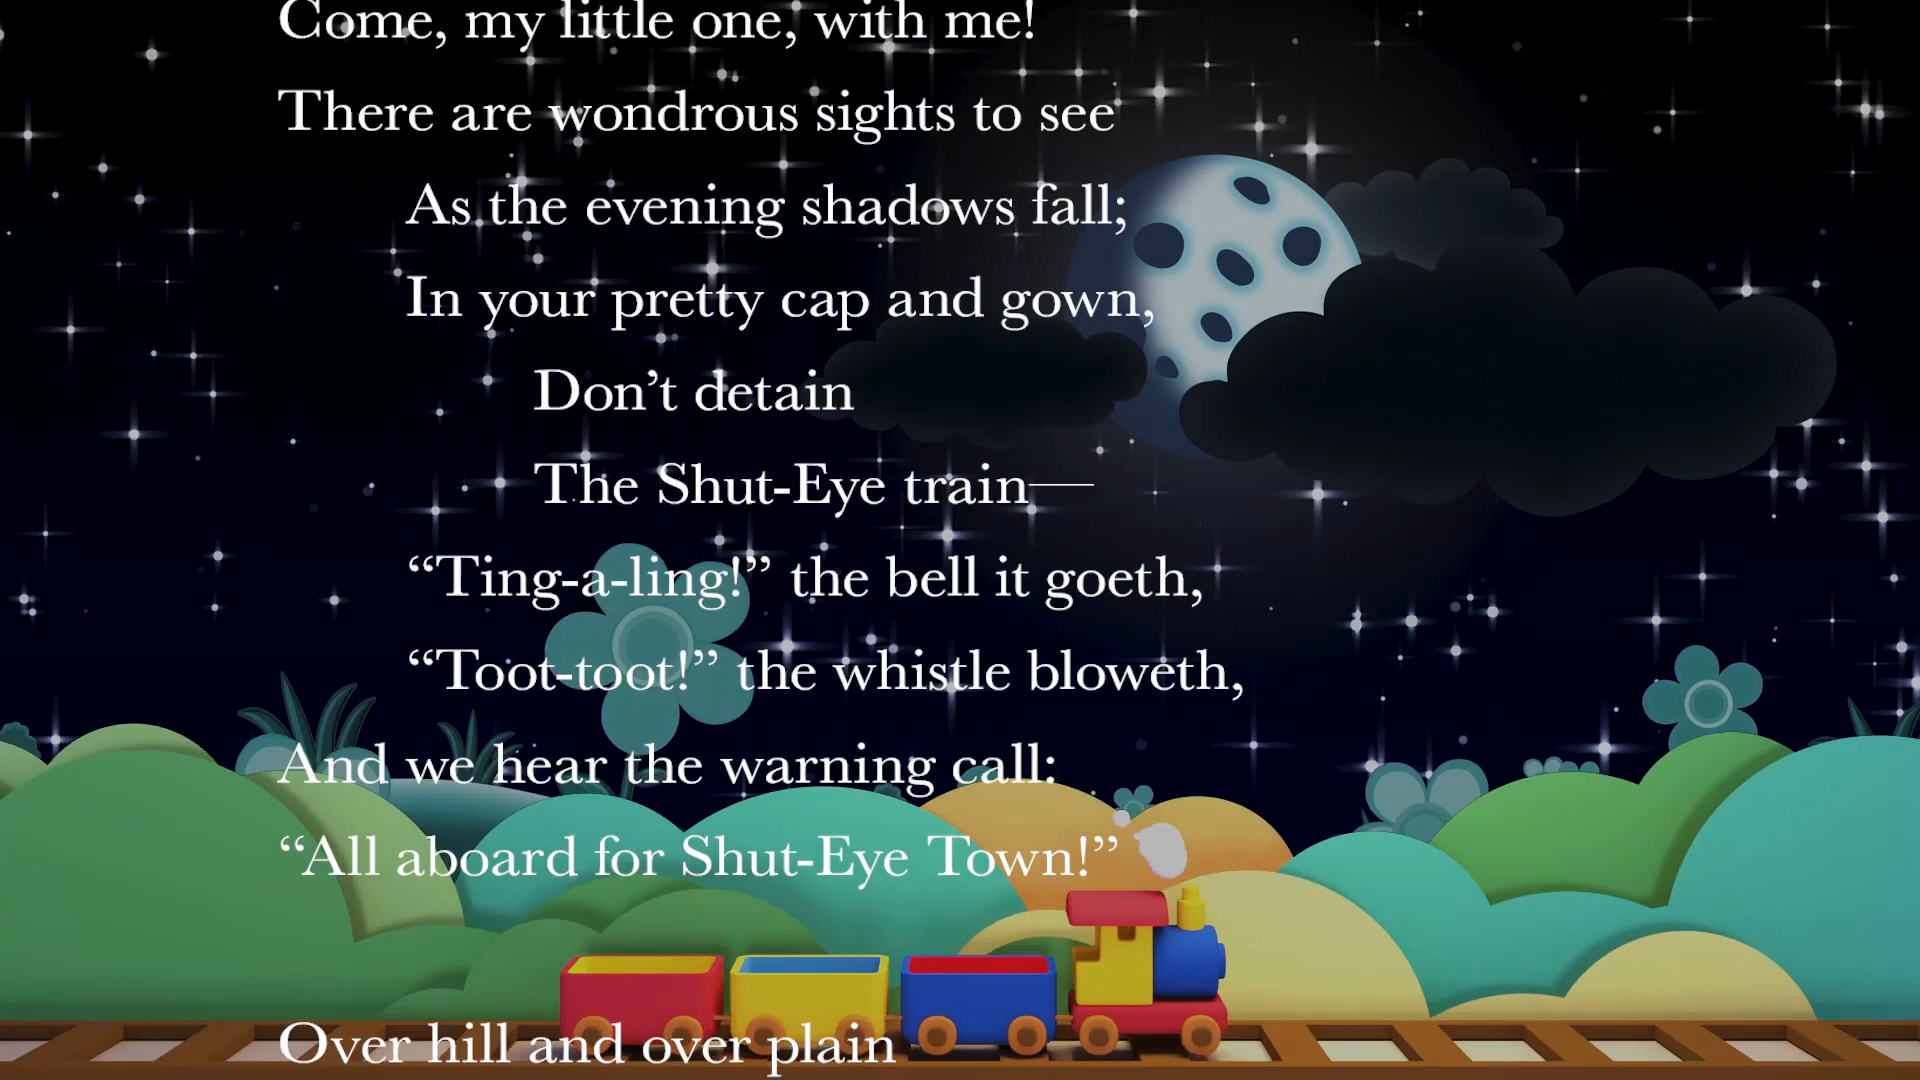 Come, my little one, with me!
There are wondrous sights to see
As the evening shadows fall;
In your pretty cap and gown,
Don’t detain
The Shut-Eye train—
“Ting-a-ling!” the bell it goeth,
“Toot-toot!” the whistle bloweth,
And we hear the warning call:
“All aboard for Shut-Eye Town!”
Over hill and over plain